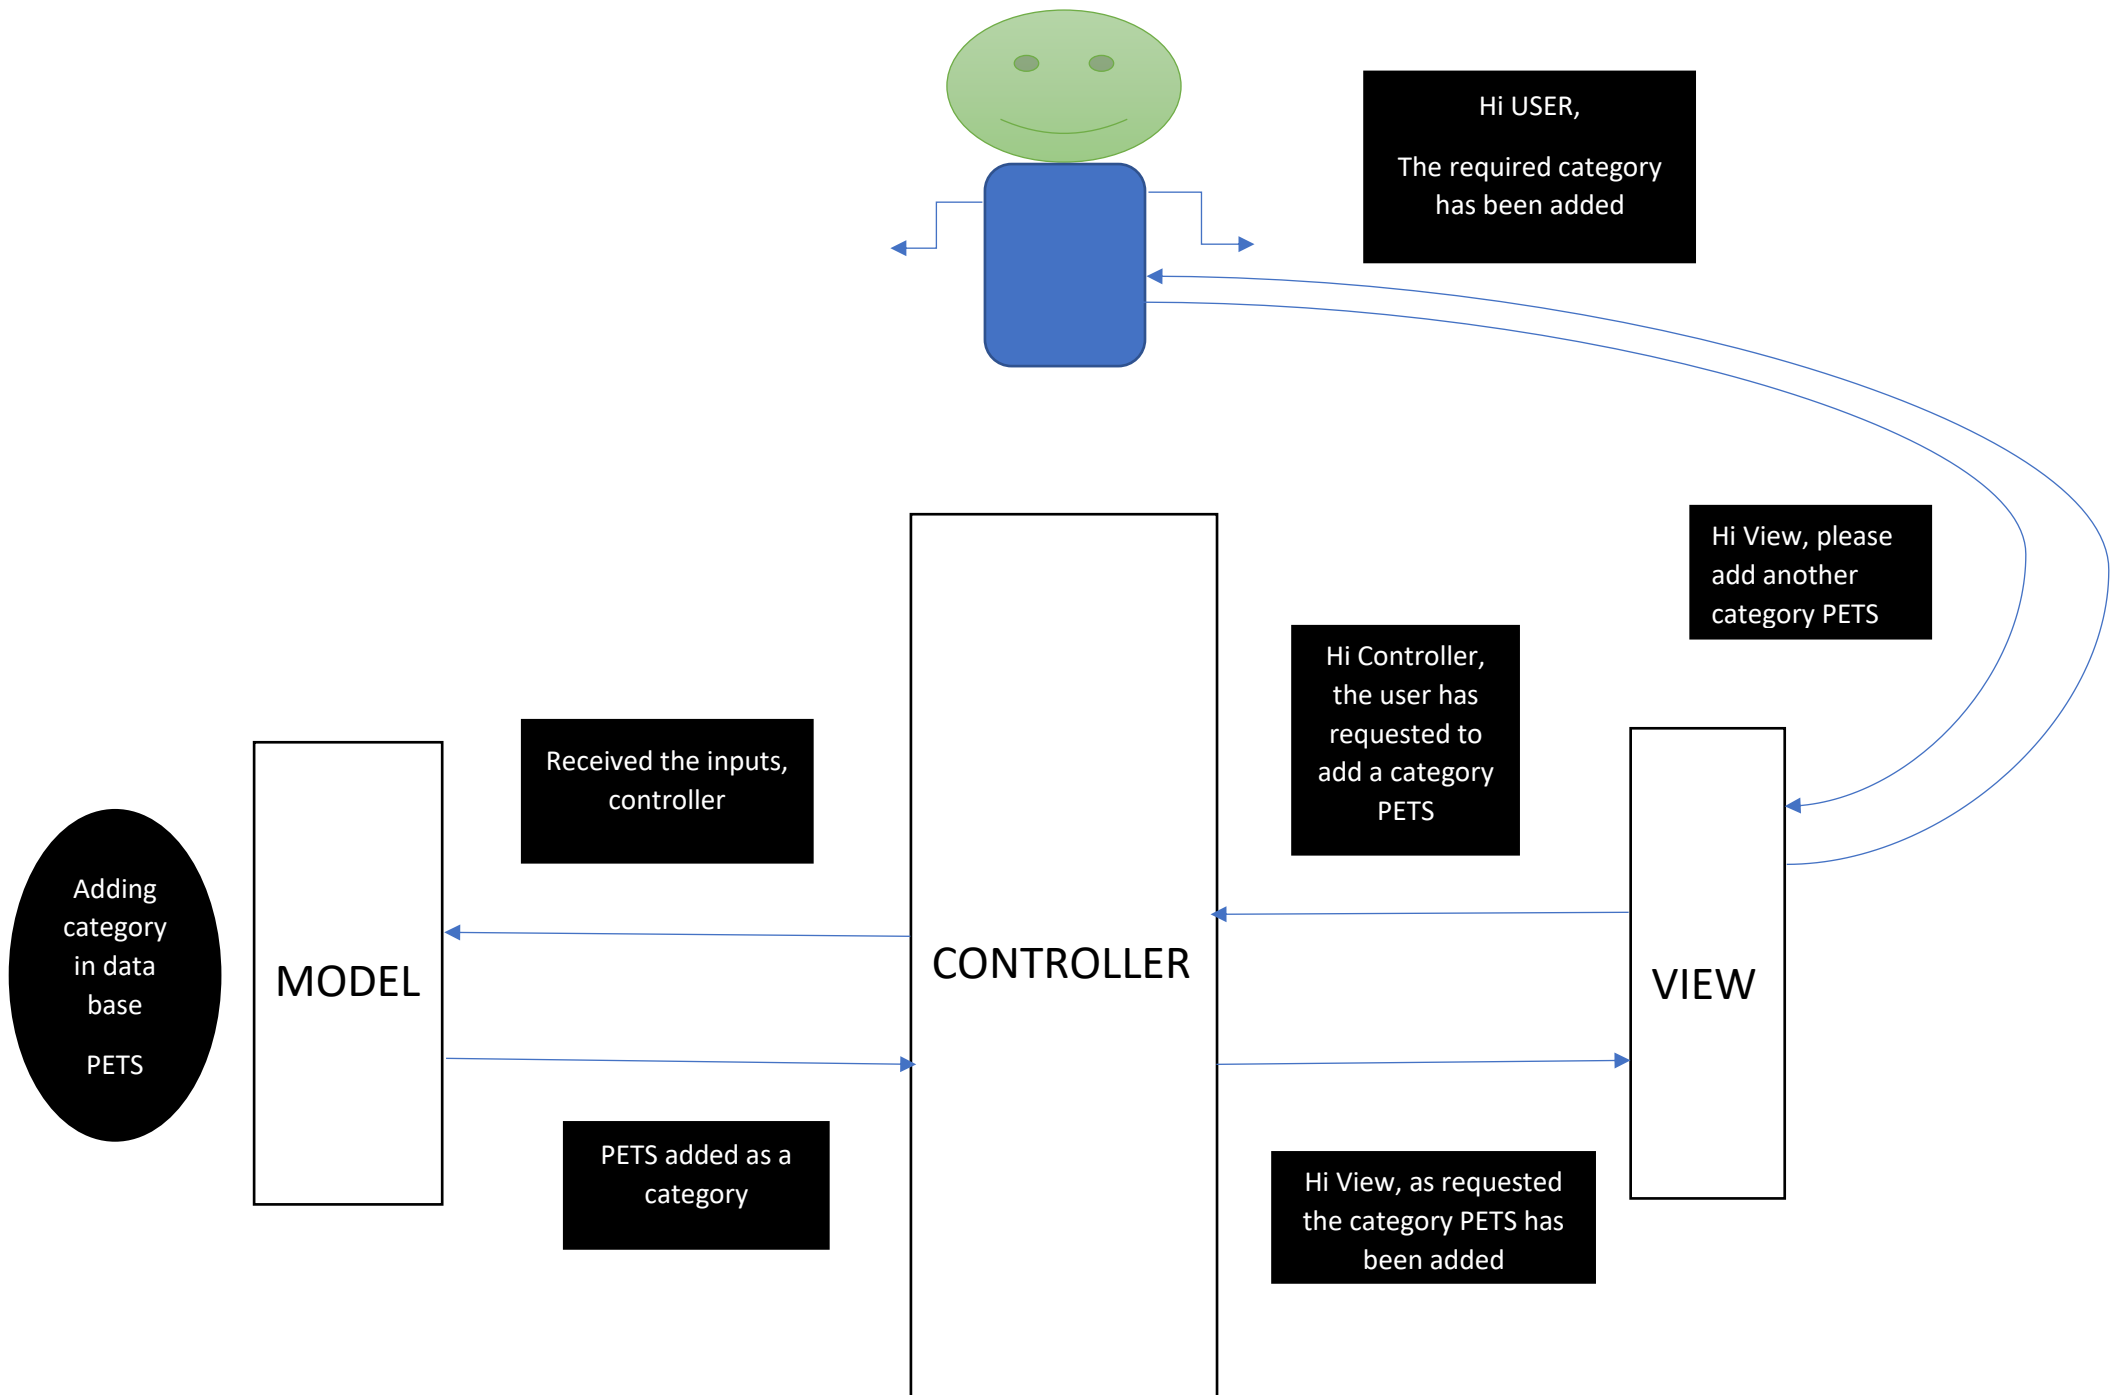 Hi USER,
The required category
has been added
Hi View, please
add another
category PETS
Hi Controller,
the user has
requested to
add a category
PETS
Received the inputs,
controller
Adding
category
in data
base
PETS
MODEL
CONTROLLER
VIEW
PETS added as a
category
Hi View, as requested
the category PETS has
been added